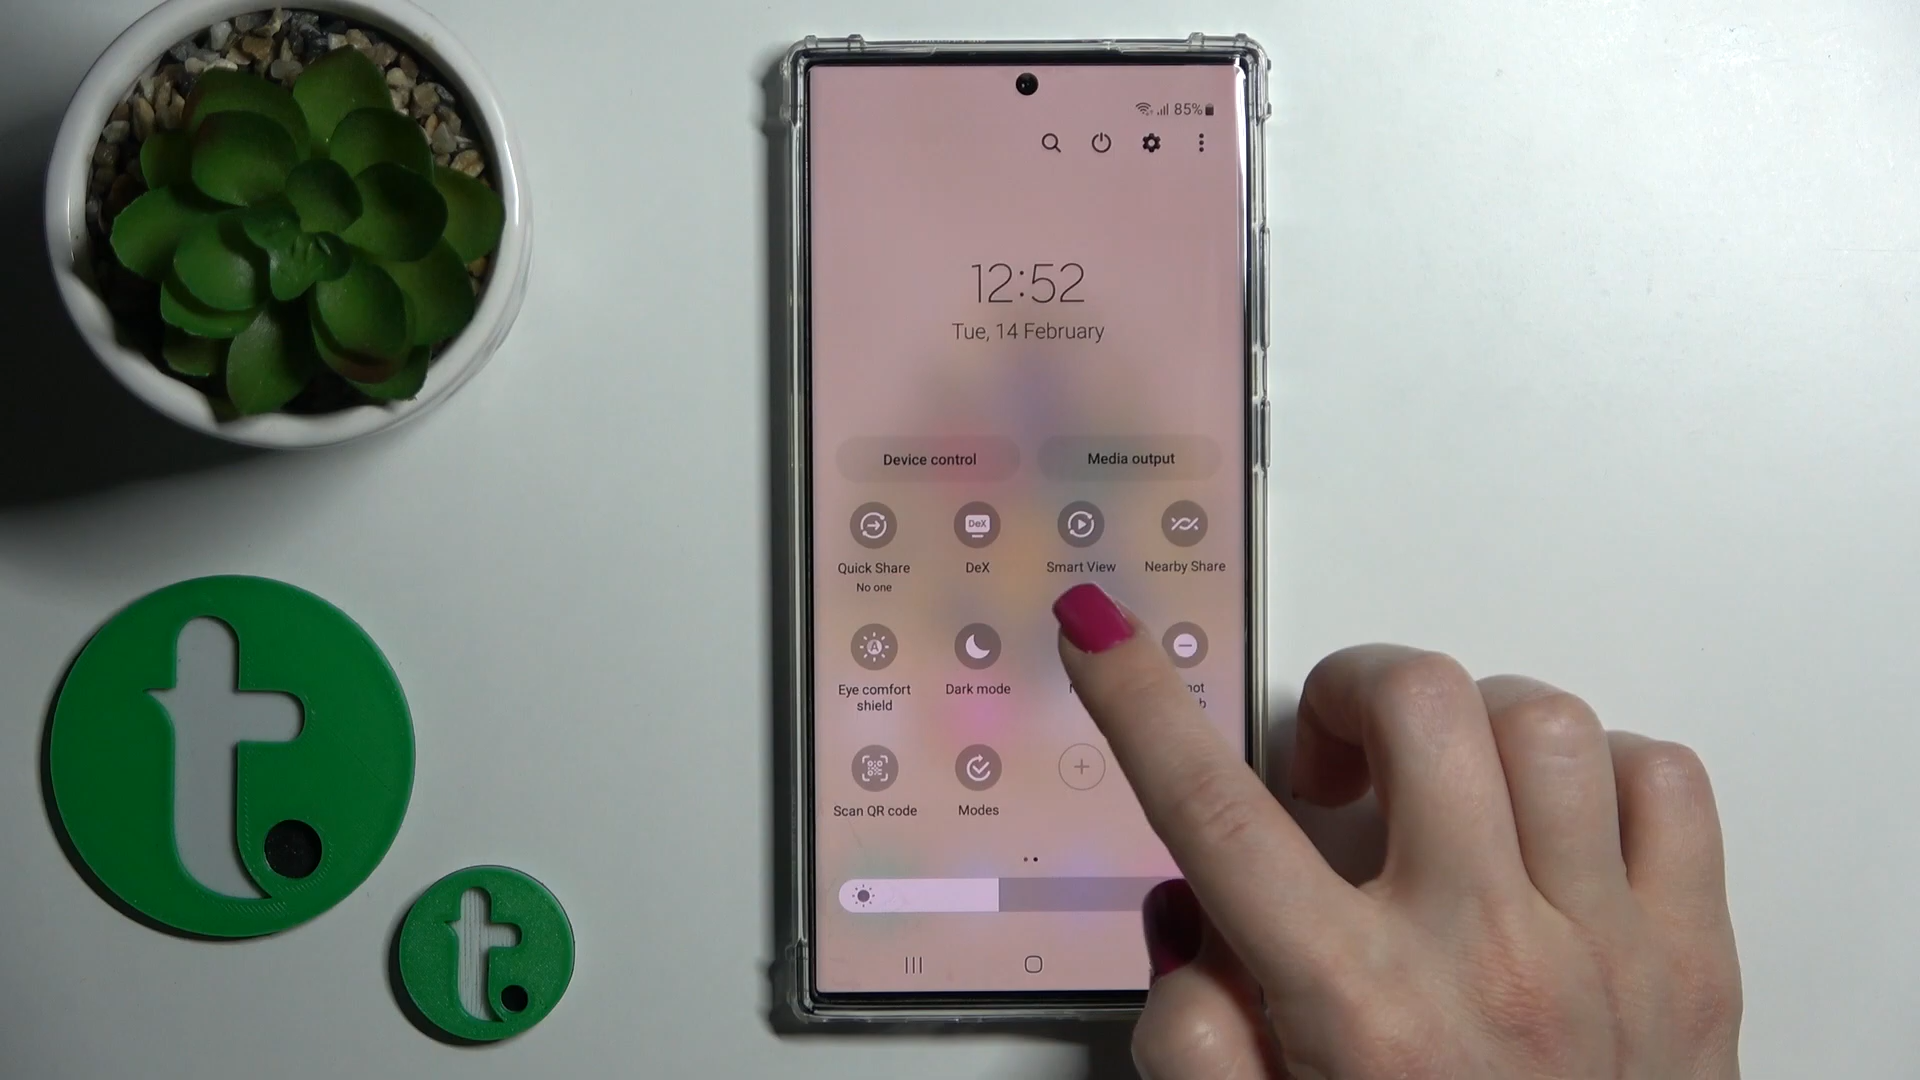 85%
12:52
Tue, 14 February
Device control
Media output
Quick Share
No one
DeX
DeX
Smart View
Nearby Share
Eye comfort
shield
Dark mode
Scan QR code
Modes
t.
t.